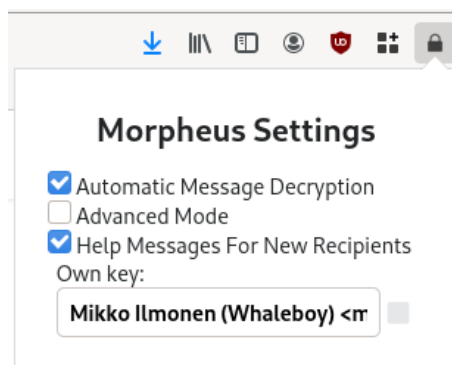 Morpheus Settings
Automatic Message Decryption
Advanced Mode
Help Messages For New Recipients
Own key:
Mikko Ilmonen (Whaleboy) <m